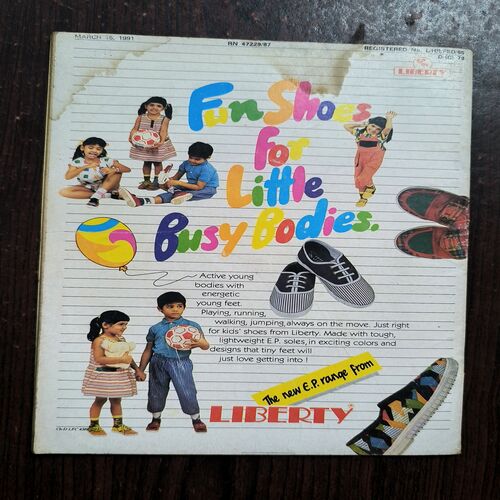 MARCH 16, 1991
RN 47229/87
LIBERTY
Fun Shoes
For
Little
Busy Bodies.
Active young
bodies with
energetic
young feet.
Playing, running,
walking, jumping always on the move. Just right
for kids' shoes from Liberty. Made with tough,
lightweight E.P. soles, in exciting colors and
designs that tiny feet will
just love getting into!
The new E.P. range from
LIBERTY